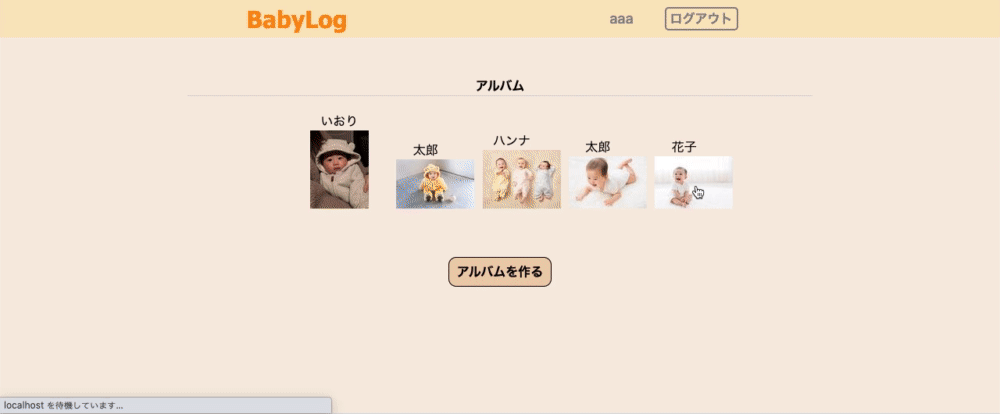 BabyLog
aaa
ログアウト
アルバム
いおり
太郎
ハンナ
太郎
花子
アルバムを作る
localhost を待機しています...